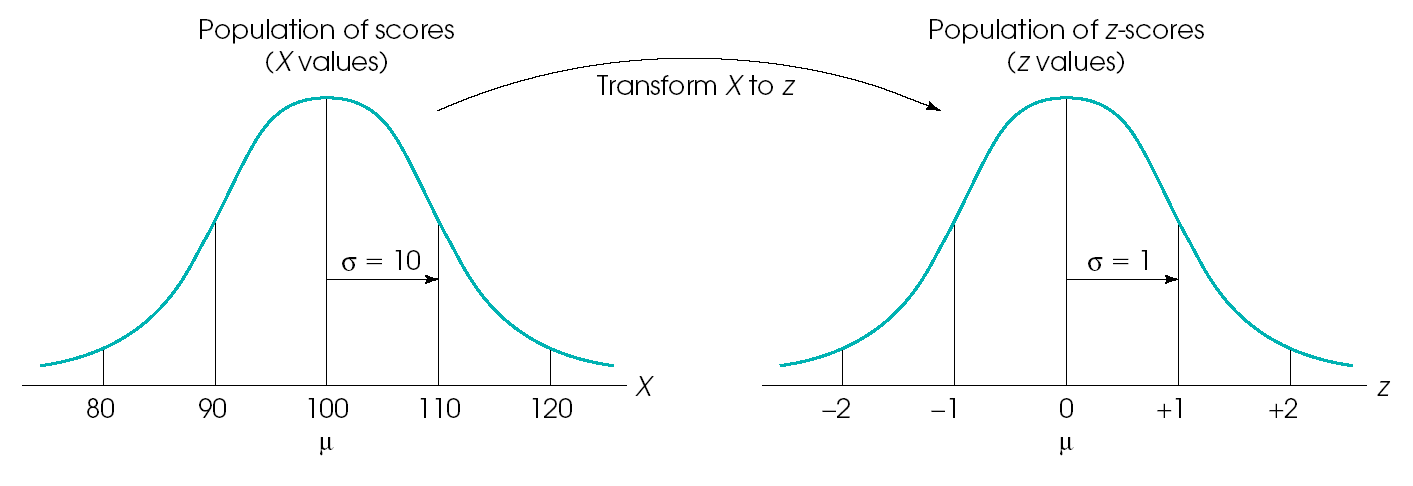 Population of scores
(X values)
Transform X to z
Population of z-scores
(z values)
σ = 10
σ = 1
80 90 100 110 120 X
μ
–2 –1 0 +1 +2 z
μ